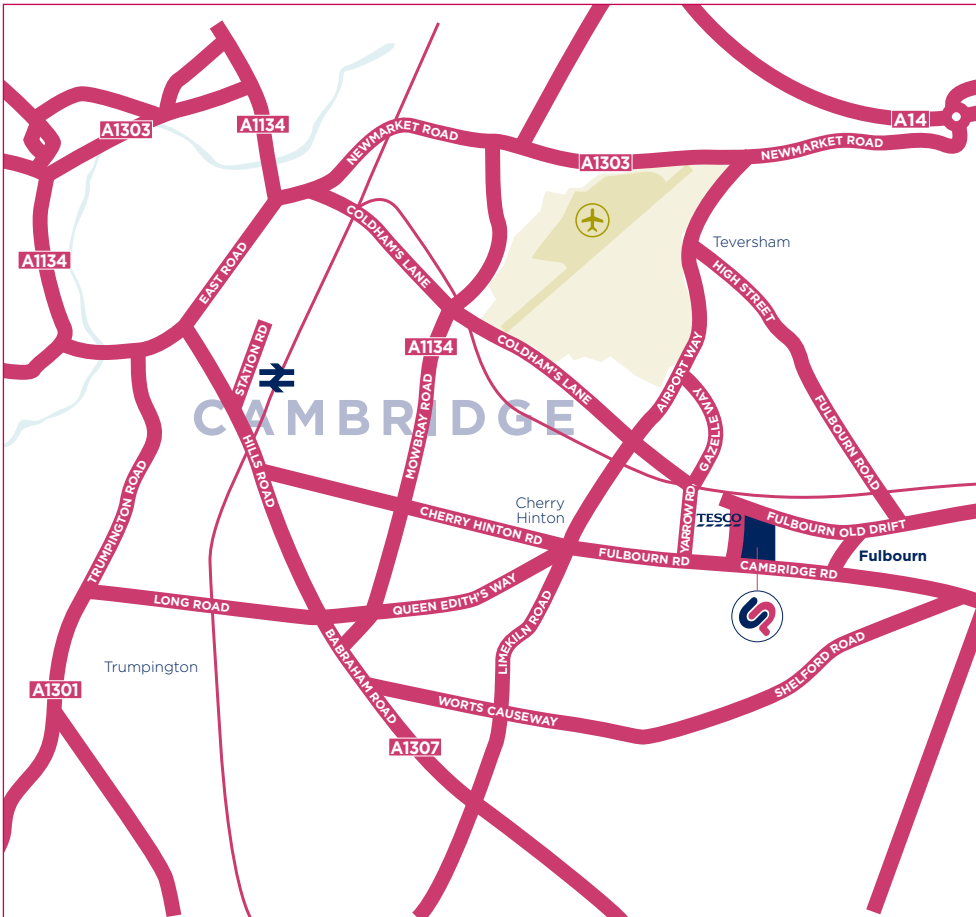 A14
A1303
A1134
NEWMARKET ROAD
A1303
NEWMARKET ROAD
COLDHAM'S LANE
Teversham
A1134
EAST ROAD
HIGH STREET
STATION RD
A1134
COLDHAM'S LANE
AIRPORT WAY
CAMBRIDGE
MOWBRAY ROAD
GAZELLE WAY
FULBOURN ROAD
HILLS ROAD
Cherry
Hinton
TRUMPINGTON ROAD
CHERRY HINTON RD
YARROW RD
TESCO
FULBOURN OLD DRIFT
FULBOURN RD
CAMBRIDGE RD
Fulbourn
LONG ROAD
QUEEN EDITH'S WAY
LIMEKILN ROAD
Trumpington
BABRAHAM ROAD
SHELFORD ROAD
A1301
WORTS CAUSEWAY
A1307